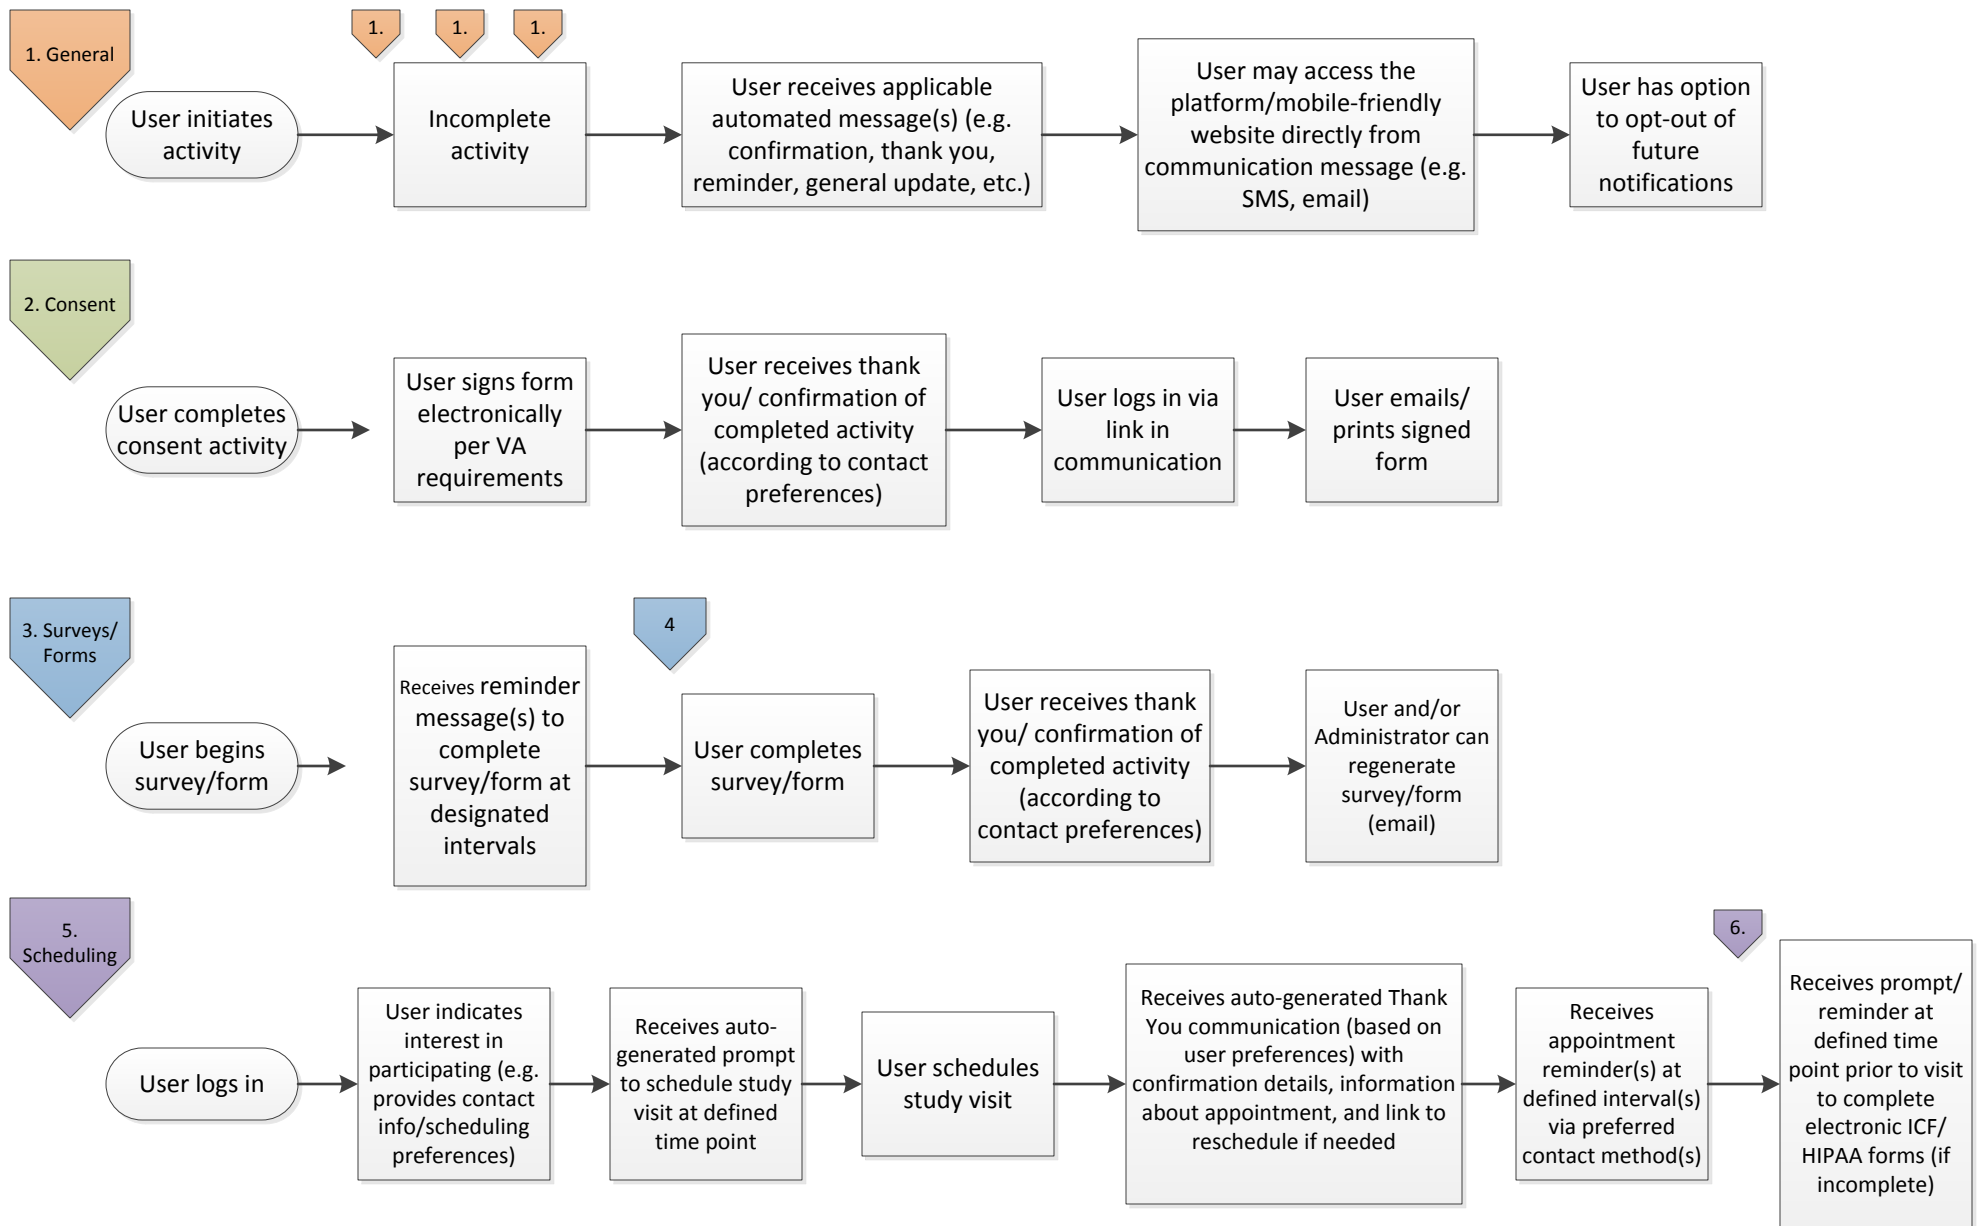 1. General
1.
1.
1.
User initiates
activity
Incomplete
activity
User receives applicable
automated message(s) (e.g.
confirmation, thank you,
reminder, general update, etc.)
User may access the
platform/mobile-friendly
website directly from
communication message (e.g.
SMS, email)
User has option
to opt-out of
future
notifications
2. Consent
User completes
consent activity
User signs form
electronically
per VA
requirements
User receives thank
you/ confirmation of
completed activity
(according to contact
preferences)
User logs in via
link in
communication
User emails/
prints signed
form
3. Surveys/
Forms
4
User begins
survey/form
Receives reminder
message(s) to
complete
survey/form at
designated
intervals
User completes
survey/form
User receives thank
you/ confirmation of
completed activity
(according to
contact preferences)
User and/or
Administrator can
regenerate
survey/form
(email)
5.
Scheduling
6.
User logs in
User indicates
interest in
participating (e.g.
provides contact
info/scheduling
preferences)
Receives auto-
generated prompt
to schedule study
visit at defined
time point
User schedules
study visit
Receives auto-generated Thank
You communication (based on
user preferences) with
confirmation details, information
about appointment, and link to
reschedule if needed
Receives
appointment
reminder(s) at
defined interval(s)
via preferred
contact method(s)
Receives prompt/
reminder at
defined time
point prior to visit
to complete
electronic ICF/
HIPAA forms (if
incomplete)